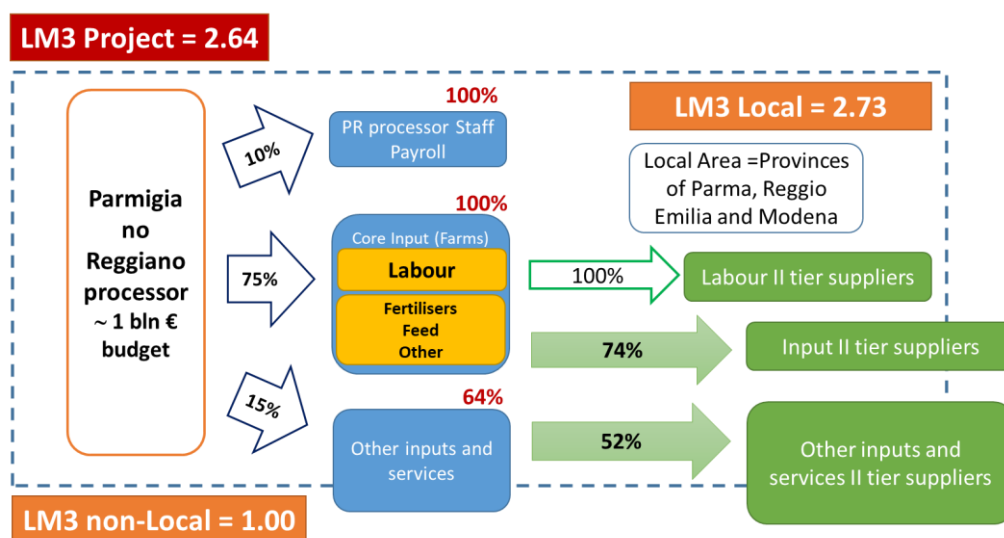 LM3 Project = 2.64
100%
LM3 Local = 2.73
10%
PR processor Staff
Payroll
Local Area =Provinces
of Parma, Reggio
Emilia and Modena
Parmigia
no
Reggiano
processor
~ 1 bln €
budget
100%
75%
Core Input (Farms)
Labour
Fertilisers
Feed
Other
100%
Labour II tier suppliers
74%
Input II tier suppliers
15%
64%
Other inputs and
services
52%
Other inputs and
services II tier suppliers
LM3 non-Local = 1.00